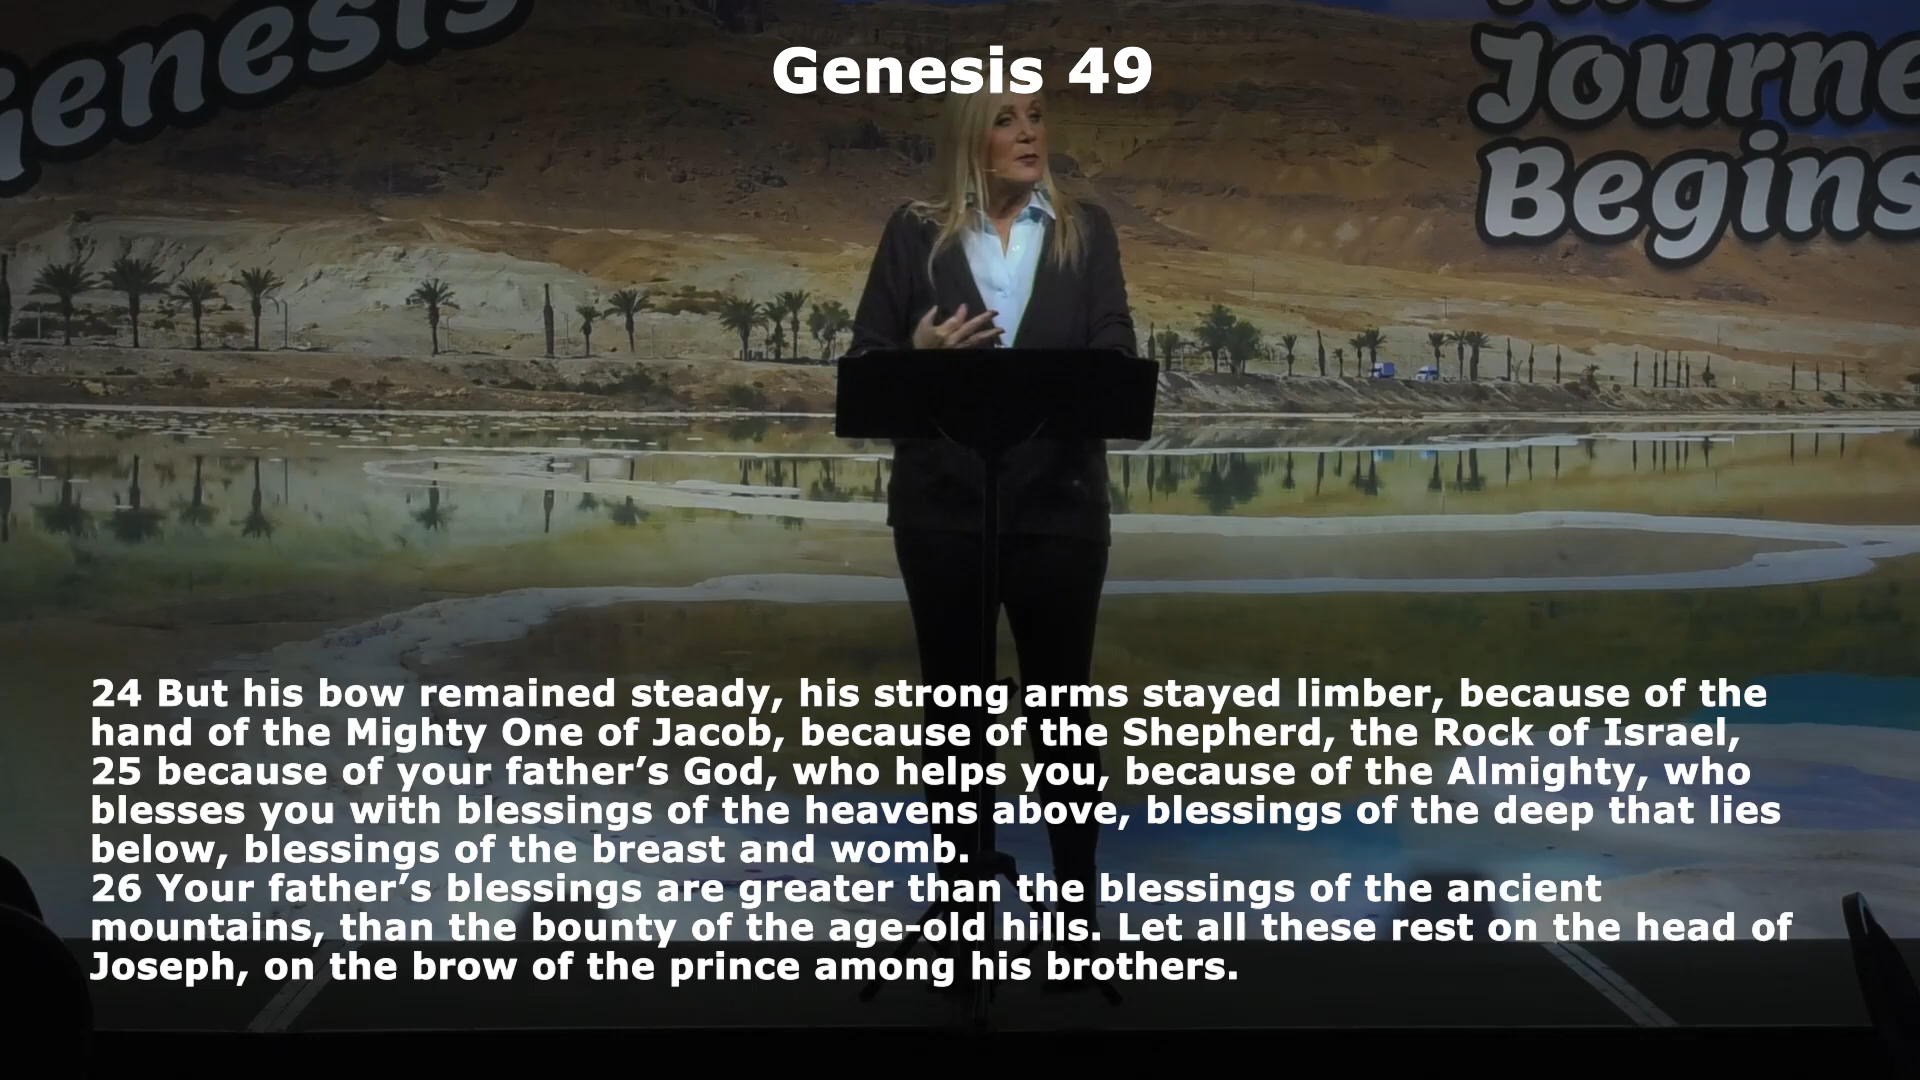 Genesis
Genesis 49
Journe
Begins
24 But his bow remained steady, his strong arms stayed limber, because of the
hand of the Mighty One of Jacob, because of the Shepherd, the Rock of Israel,
25 because of your father’s God, who helps you, because of the Almighty, who
blesses you with blessings of the heavens above, blessings of the deep that lies
below, blessings of the breast and womb.
26 Your father’s blessings are greater than the blessings of the ancient
mountains, than the bounty of the age-old hills. Let all these rest on the head of
Joseph, on the brow of the prince among his brothers.